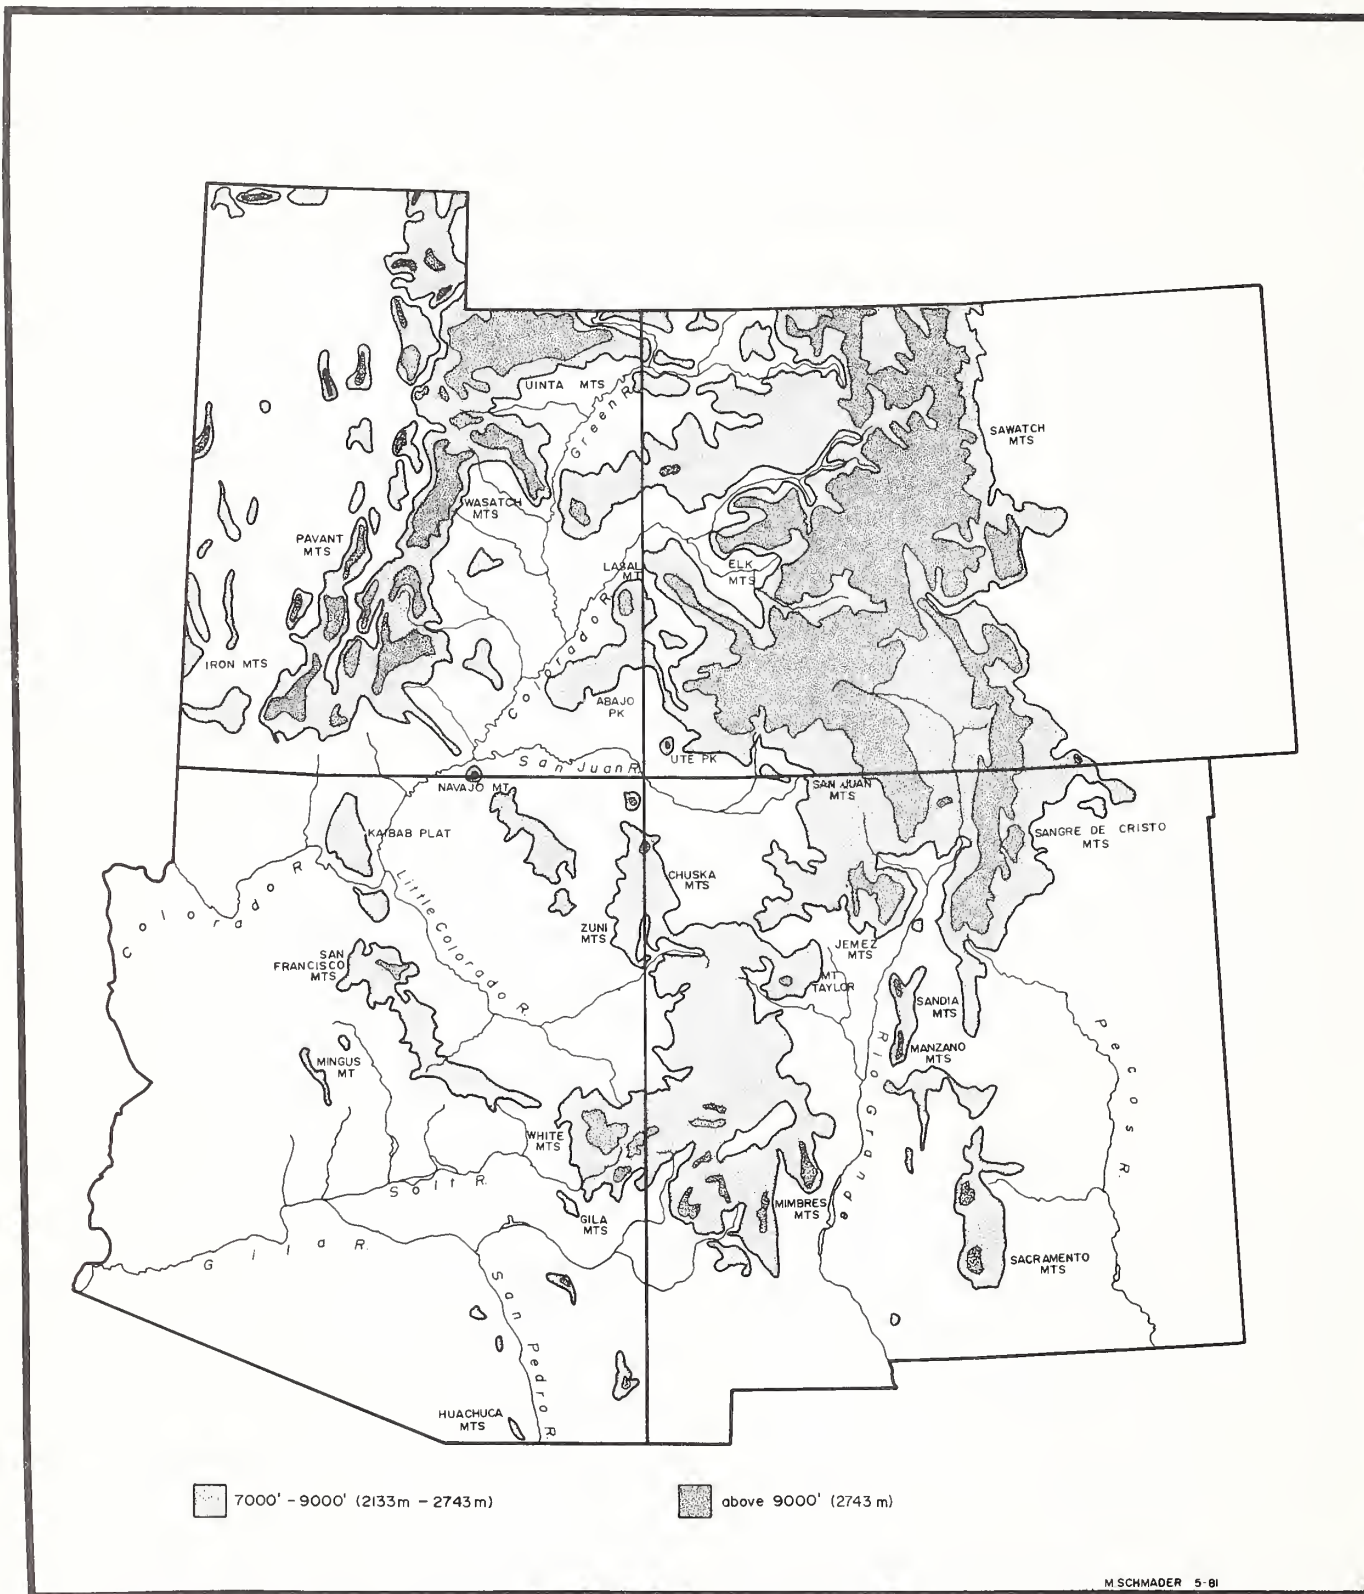 UINTA MTS
Green R.
SAWATCH
MTS
WASATCH
MTS
PAVANT
MTS
LASAL
MT
ELK
MTS
Colorado R.
IRON MTS
ABAJO
PK
San Juan R.
UTE PK
NAVAJO MT
SAN JUAN
MTS
KAIBAB PLAT
SANGRE DE CRISTO
MTS
Colorado R
Little Colorado R.
CHUSKA
MTS
ZUNI
MTS
JEMEZ
MTS
SAN
FRANCISCO
MTS
MT
TAYLOR
SANDIA
MTS
Rio Grande
Pecos R.
MANZANO
MTS
MINGUS
MT
WHITE
MTS
Salt R.
MIMBRES
MTS
GILA
MTS
Gila R.
SACRAMENTO
MTS
San Pedro R.
HUACHUCA
MTS
7000' - 9000' (2133m - 2743m)
above 9000' (2743 m)
M.SCHMADER 5-81